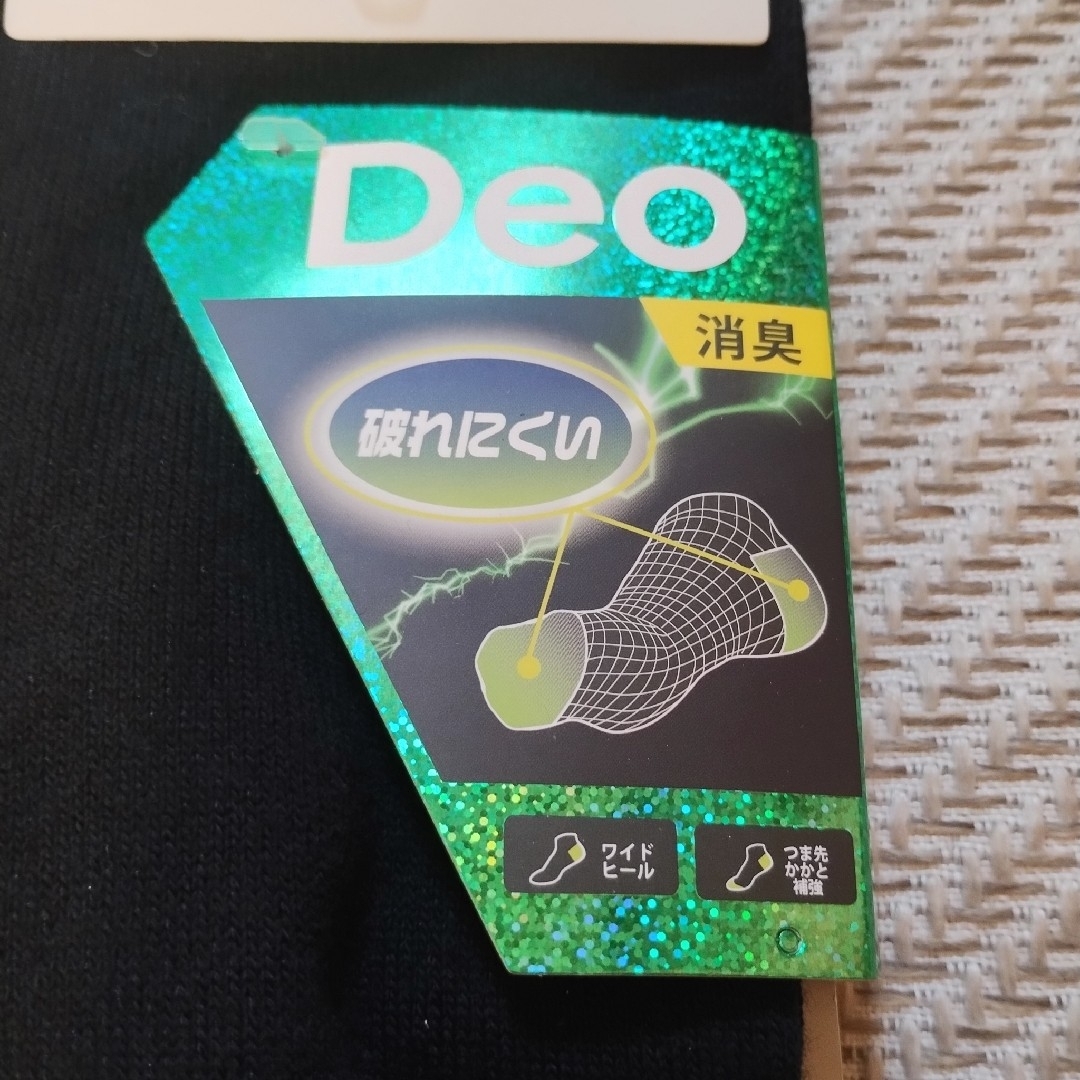 Deo
消臭
破れにくい
ワイド
ヒール
つま先
かかと
補強